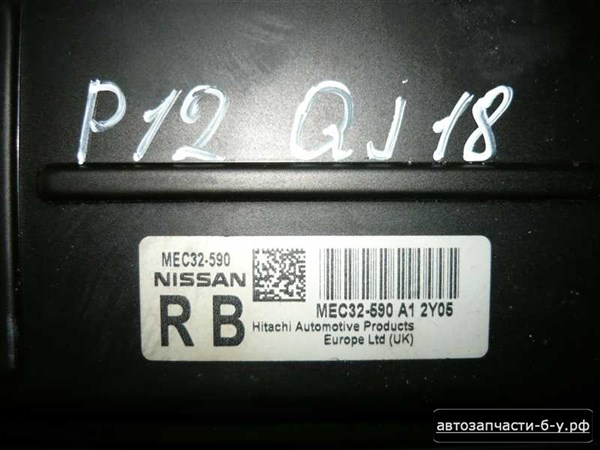 P12 QJ18
MEC32-590
NISSAN
RB
MEC32-590 A1 2Y05
Hitachi Automotive Products
Europe Ltd (UK)
автозапчасти-б-у.рф